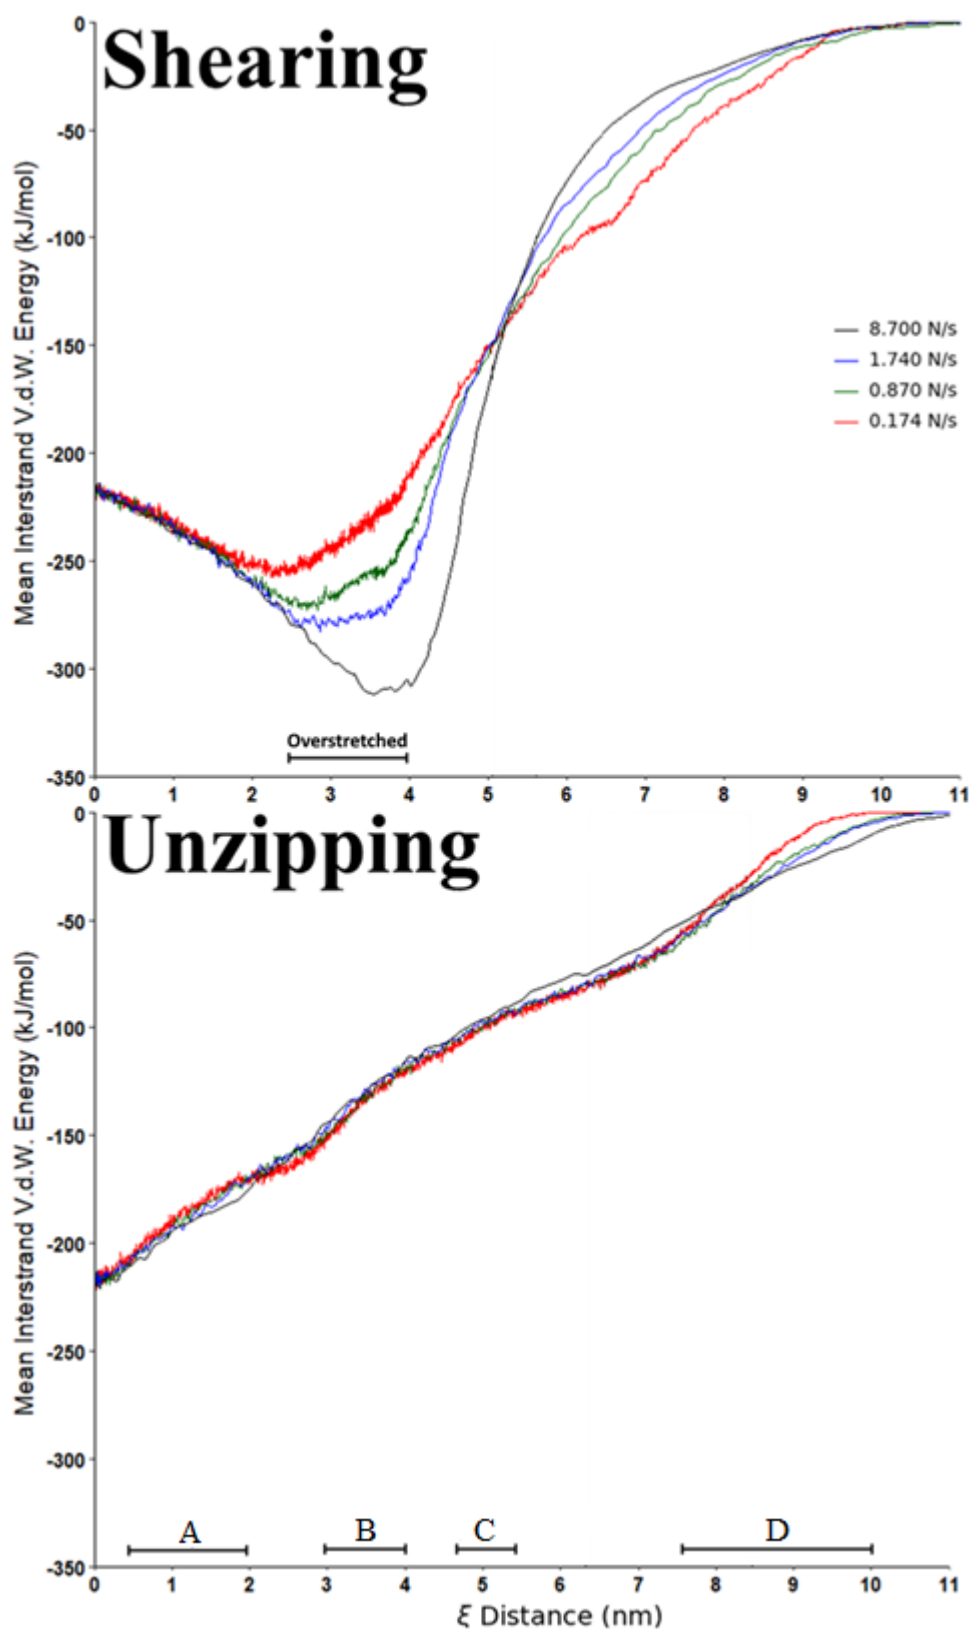 Shearing
Mean Interstrand V.d.W. Energy (kJ/mol)
0
-50
-100
-150
-200
-250
-300
-350
8.700 N/s
1.740 N/s
0.870 N/s
0.174 N/s
Overstretched
0 1 2 3 4 5 6 7 8 9 10 11
Unzipping
Mean Interstrand V.d.W. Energy (kJ/mol)
0
-50
-100
-150
-200
-250
-300
-350
A B C D
0 1 2 3 4 5 6 7 8 9 10 11
ξ Distance (nm)